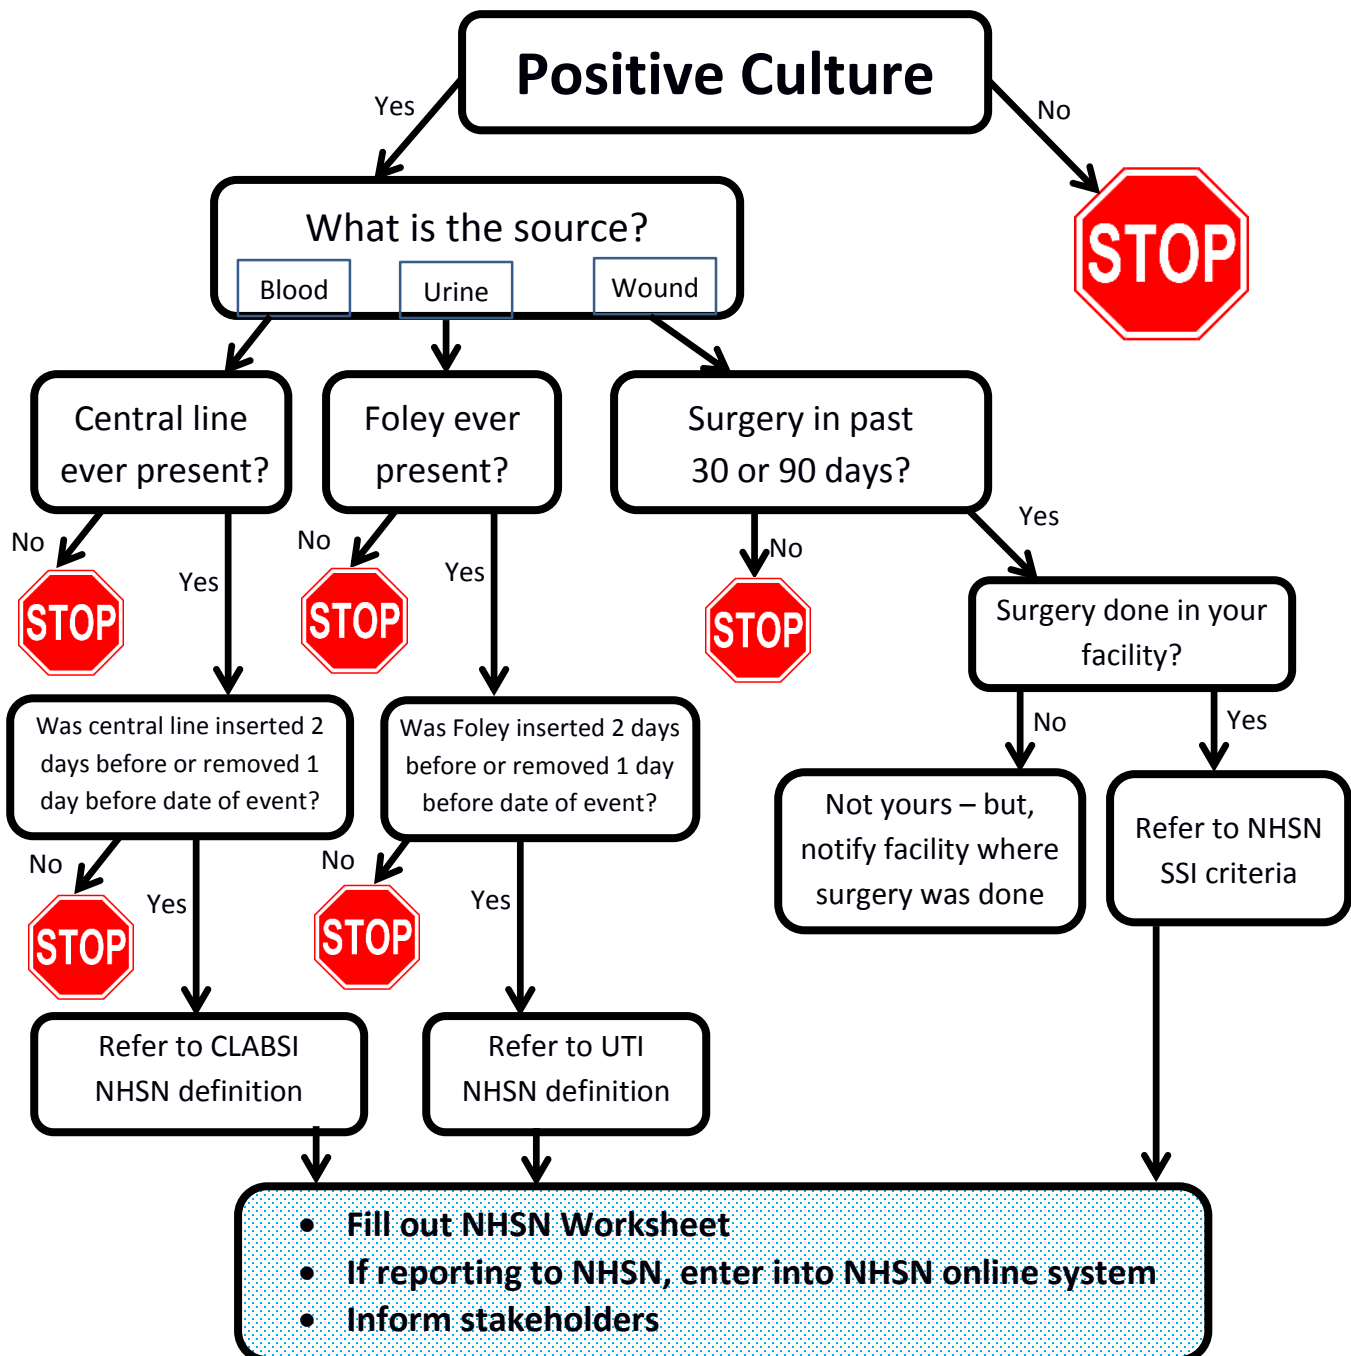 Positive Culture
Yes
No
STOP
What is the source?
Blood
Urine
Wound
Central line
ever present?
Foley ever
present?
Surgery in past
30 or 90 days?
No
STOP
Yes
No
STOP
Yes
No
STOP
Yes
Surgery done in your
facility?
Was central line inserted 2
days before or removed 1
day before date of event?
Was Foley inserted 2 days
before or removed 1 day
before date of event?
No
Yes
Not yours – but,
notify facility where
surgery was done
Refer to NHSN
SSI criteria
No
STOP
Yes
No
STOP
Yes
Refer to CLABSI
NHSN definition
Refer to UTI
NHSN definition
• Fill out NHSN Worksheet
• If reporting to NHSN, enter into NHSN online system
• Inform stakeholders